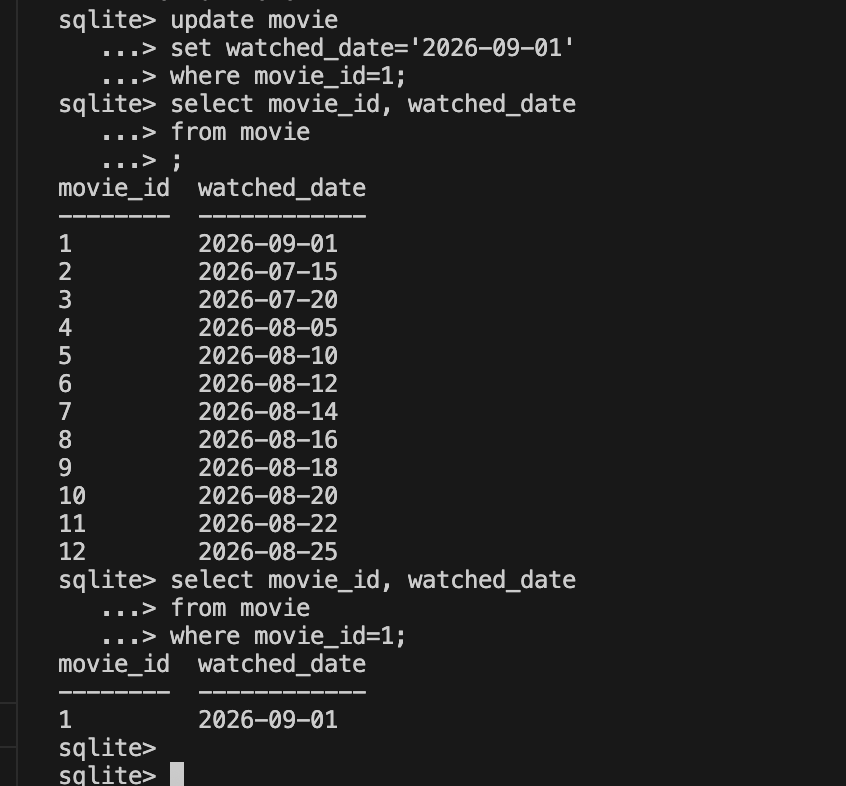 sqlite> update movie
...> set watched_date='2026-09-01'
...> where movie_id=1;
sqlite> select movie_id, watched_date
...> from movie
...> ;
movie_id  watched_date
--------  ------------
1         2026-09-01
2         2026-07-15
3         2026-07-20
4         2026-08-05
5         2026-08-10
6         2026-08-12
7         2026-08-14
8         2026-08-16
9         2026-08-18
10        2026-08-20
11        2026-08-22
12        2026-08-25
sqlite> select movie_id, watched_date
...> from movie
...> where movie_id=1;
movie_id  watched_date
--------  ------------
1         2026-09-01
sqlite>
sqlite>